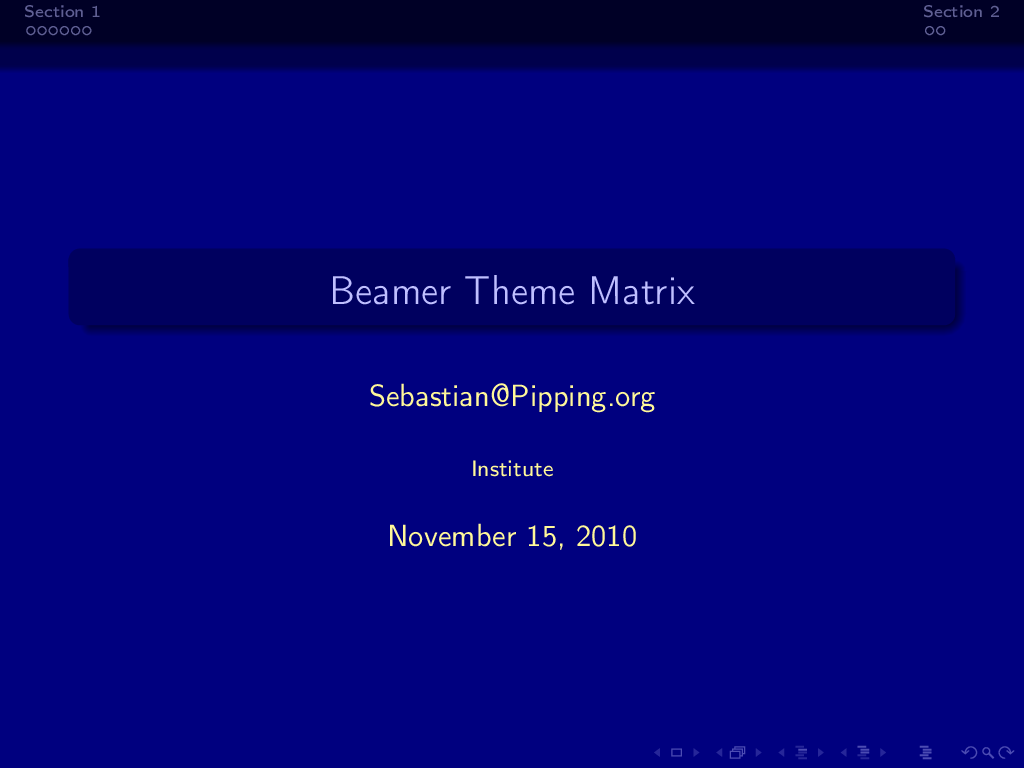 Section 1
Section 2
Beamer Theme Matrix
Sebastian@Pipping.org
Institute
November 15, 2010